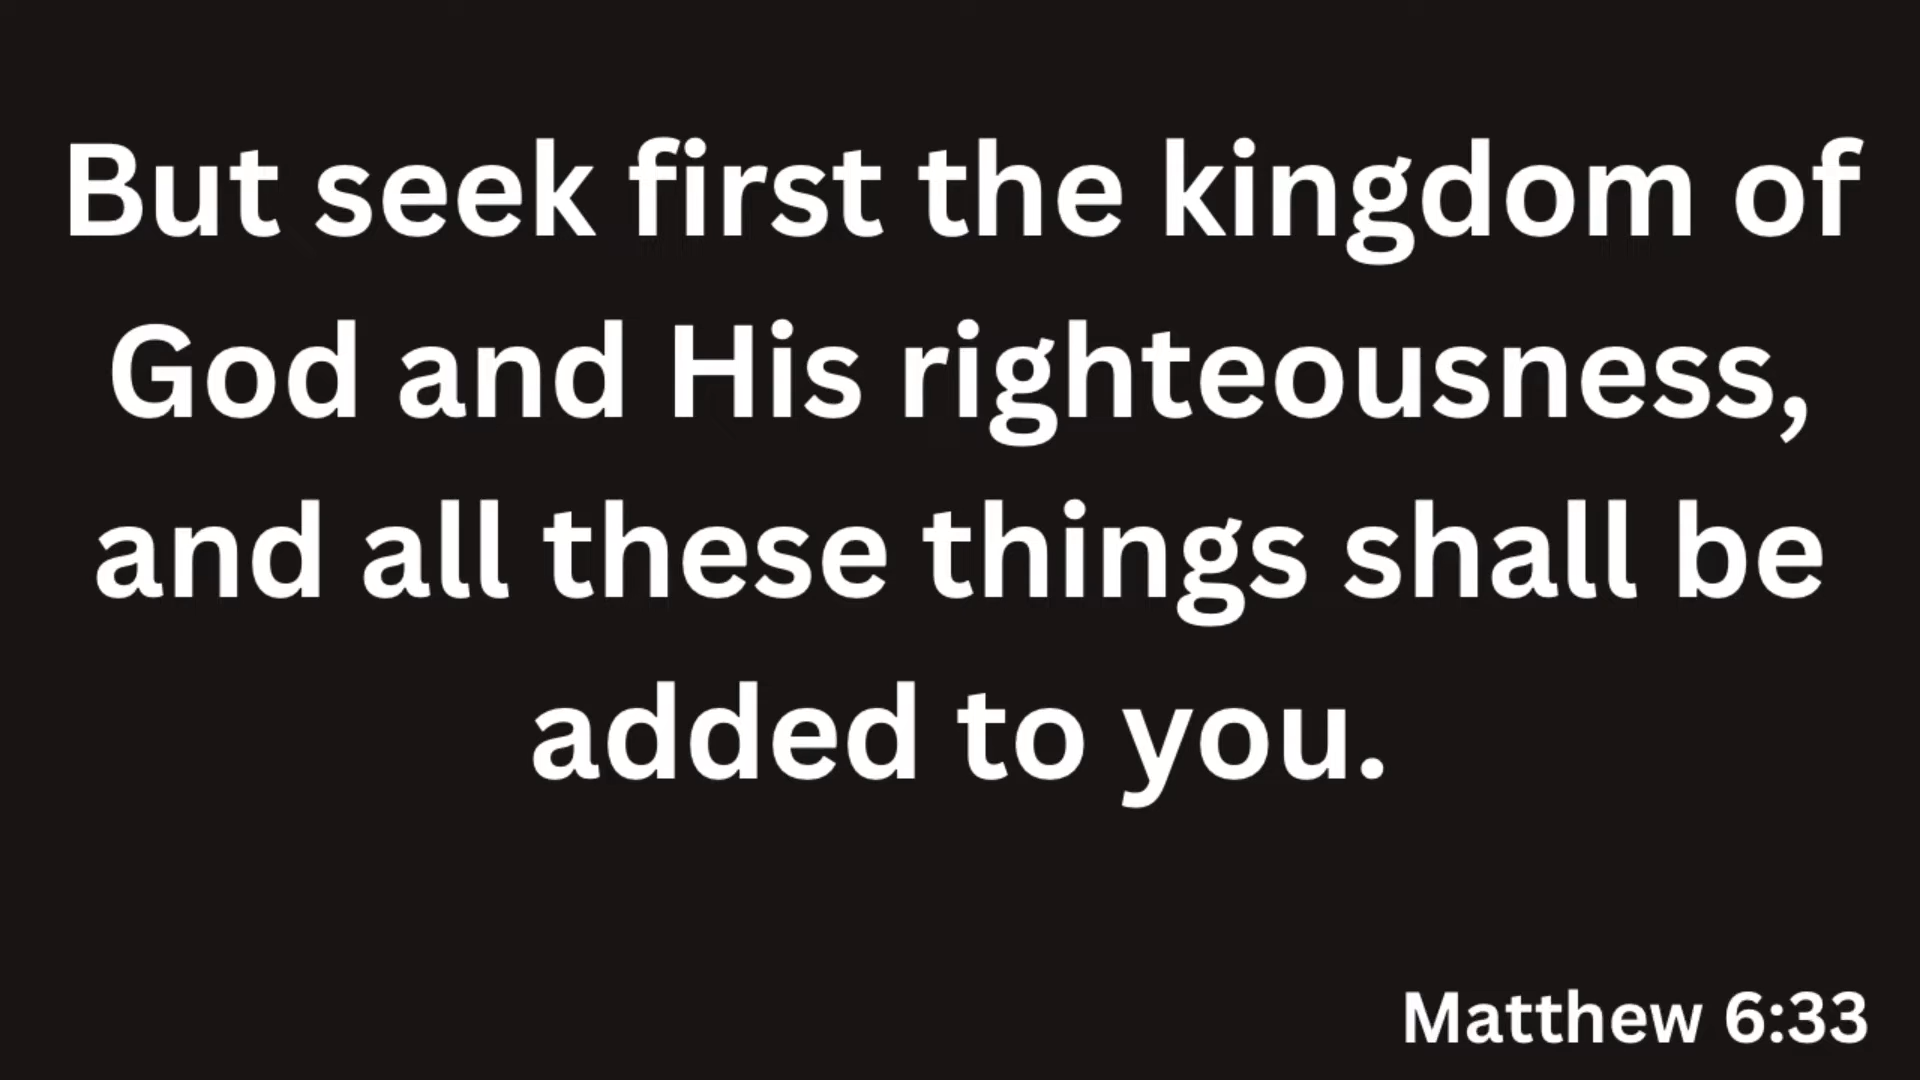 But seek first the kingdom of
God and His righteousness,
and all these things shall be
added to you.
Matthew 6:33